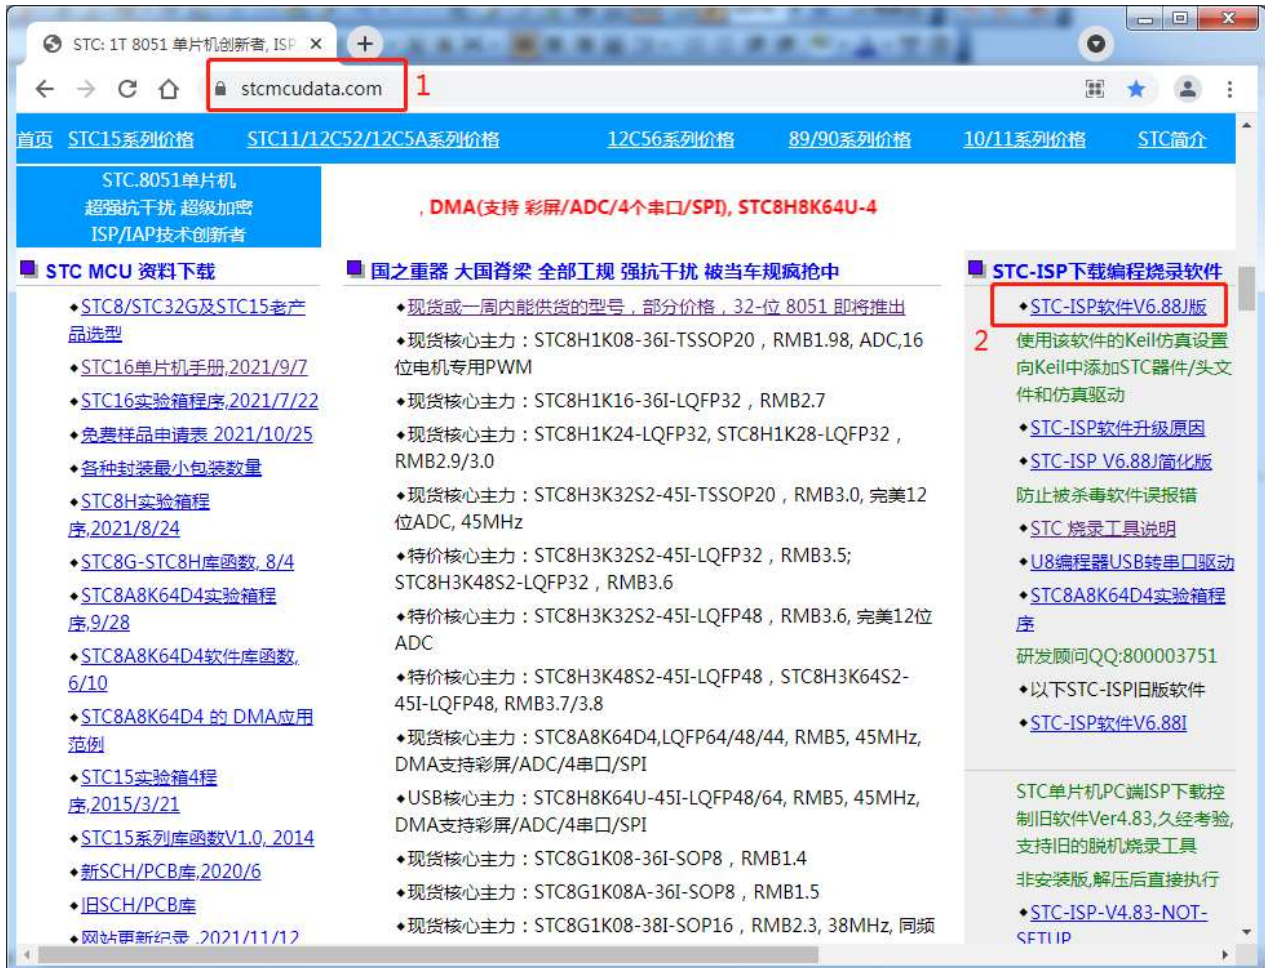 STC: 1T 8051 单片机创新者, ISP
stcmcudata.com
1
首页 STC15系列价格 STC11/12C52/12C5A系列价格 12C56系列价格 89/90系列价格 10/11系列价格 STC简介
STC.8051单片机
超强抗干扰 超级加密
ISP/IAP技术创新者
, DMA(支持 彩屏/ADC/4个串口/SPI), STC8H8K64U-4
STC MCU 资料下载
◆STC8/STC32G及STC15老产
品选型
◆STC16单片机手册,2021/9/7
◆STC16实验箱程序,2021/7/22
◆免费样品申请表 2021/10/25
◆各种封装最小包装数量
◆STC8H实验箱程
序,2021/8/24
◆STC8G-STC8H库函数, 8/4
◆STC8A8K64D4实验箱程
序,9/28
◆STC8A8K64D4软件库函数,
6/10
◆STC8A8K64D4 的 DMA应用
范例
◆STC15实验箱4程
序,2015/3/21
◆STC15系列库函数V1.0, 2014
◆新SCH/PCB库,2020/6
◆旧SCH/PCB库
◆网站更新纪录 ,2021/11/12
国之重器 大国脊梁 全部工规 强抗干扰 被当车规疯抢中
◆现货或一周内能供货的型号，部分价格，32-位 8051 即将推出
◆现货核心主力：STC8H1K08-36I-TSSOP20，RMB1.98, ADC,16
位电机专用PWM
◆现货核心主力：STC8H1K16-36I-LQFP32，RMB2.7
◆现货核心主力：STC8H1K24-LQFP32, STC8H1K28-LQFP32，
RMB2.9/3.0
◆现货核心主力：STC8H3K32S2-45I-TSSOP20，RMB3.0, 完美12
位ADC, 45MHz
◆特价核心主力：STC8H3K32S2-45I-LQFP32，RMB3.5;
STC8H3K48S2-LQFP32，RMB3.6
◆特价核心主力：STC8H3K32S2-45I-LQFP48，RMB3.6, 完美12位
ADC
◆特价核心主力：STC8H3K48S2-45I-LQFP48，STC8H3K64S2-
45I-LQFP48, RMB3.7/3.8
◆现货核心主力：STC8A8K64D4,LQFP64/48/44, RMB5, 45MHz,
DMA支持彩屏/ADC/4串口/SPI
◆USB核心主力：STC8H8K64U-45I-LQFP48/64, RMB5, 45MHz,
DMA支持彩屏/ADC/4串口/SPI
◆现货核心主力：STC8G1K08-36I-SOP8，RMB1.4
◆现货核心主力：STC8G1K08A-36I-SOP8，RMB1.5
◆现货核心主力：STC8G1K08-38I-SOP16，RMB2.3, 38MHz, 同频
STC-ISP下载编程烧录软件
◆STC-ISP软件V6.88J版
2
使用该软件的Keil仿真设置
向Keil中添加STC器件/头文
件和仿真驱动
◆STC-ISP软件升级原因
◆STC-ISP V6.88J简化版
防止被杀毒软件误报错
◆STC 烧录工具说明
◆U8编程器USB转串口驱动
◆STC8A8K64D4实验箱程
序
研发顾问QQ:800003751
◆以下STC-ISP旧版软件
◆STC-ISP软件V6.88I
STC单片机PC端ISP下载控
制旧软件Ver4.83,久经考验,
支持旧的脱机烧录工具
非安装版,解压后直接执行
◆STC-ISP-V4.83-NOT-
SETUP